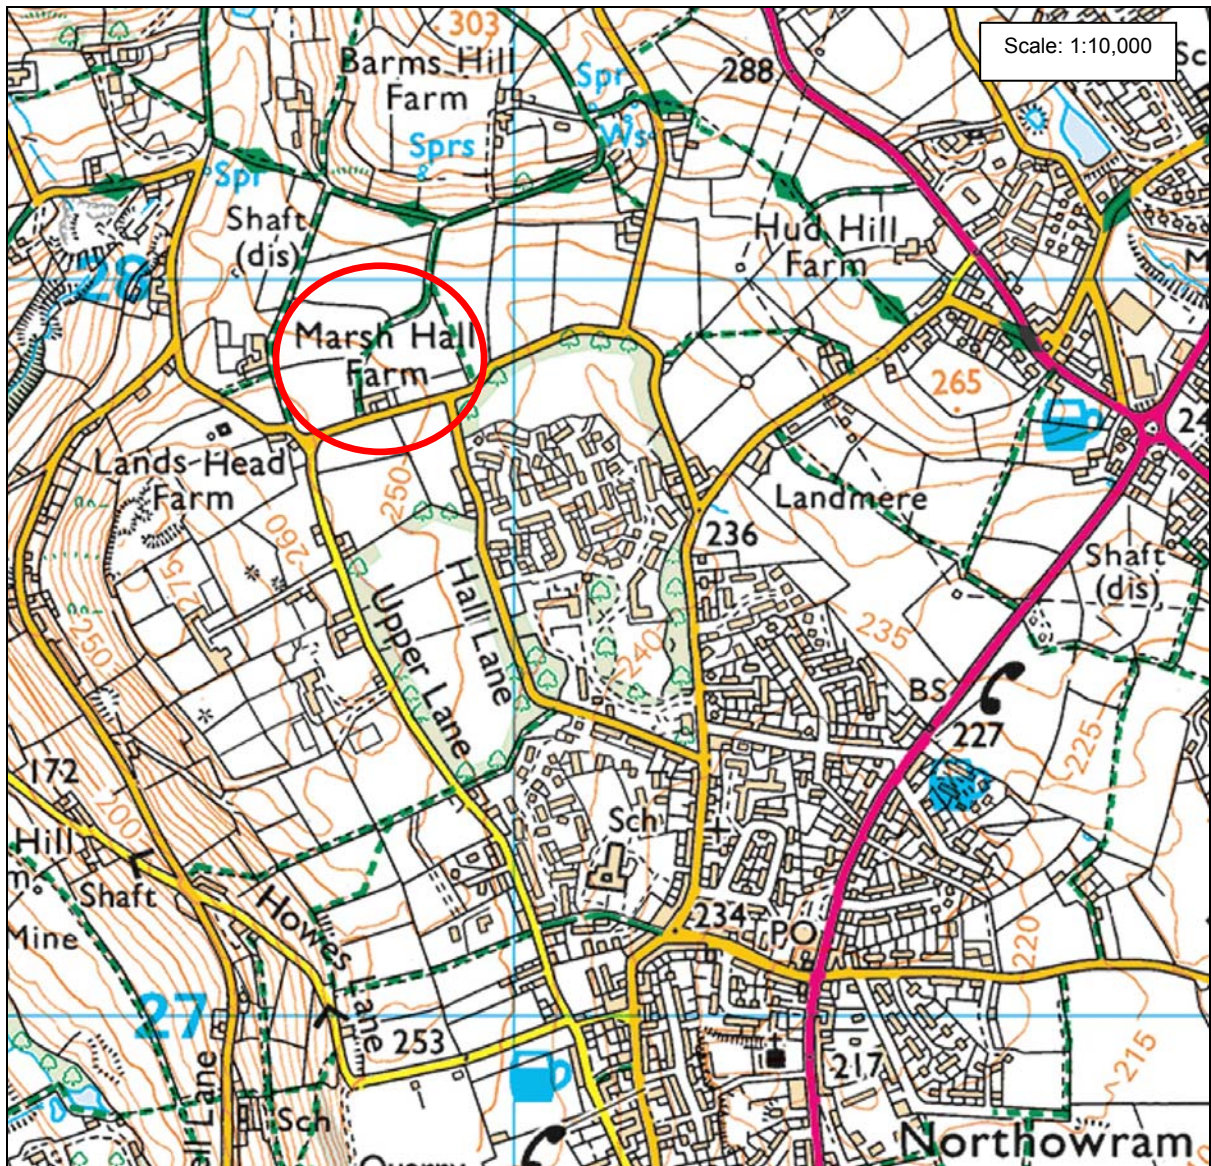 303
Scale: 1:10,000
Sc
Barms Hill
Farm
Spr
288
Ws
Sprs
Spr
Shaft
(dis)
Hud Hill
Farm
M
28
Marsh Hall
Farm
265
24
Lands Head
Farm
250
Landmere
260
236
Shaft
(dis)
275
Hall Lane
Upper Lane
235
250
240
BS
227
225
172
200
Sch
Hill
m.
Shaft
Howes Lane
234
PO
Mine
220
27
253
217
215
Sch
Northowram
Quarry